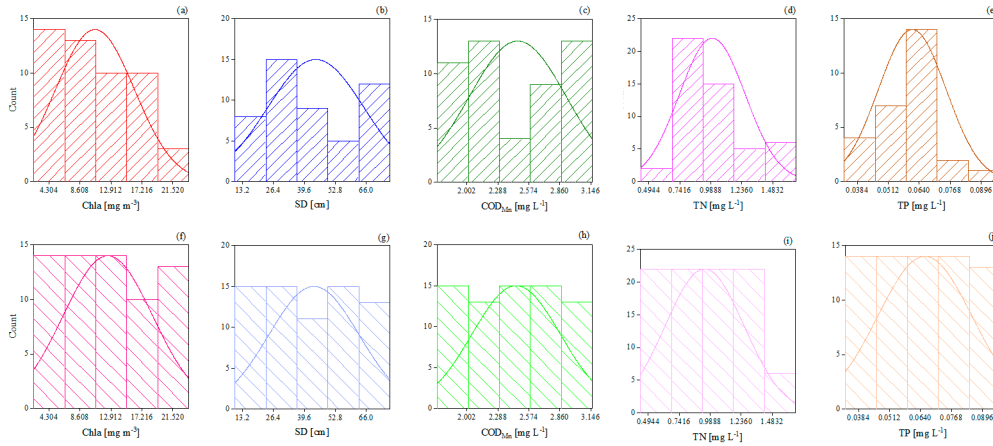 (a)
15
10
5
0
Count
4.304 8.608 12.912 17.216 21.520
Chla [mg m⁻³]
(b)
20
15
10
5
0
13.2 26.4 39.6 52.8 66.0
SD [cm]
(c)
15
10
5
0
2.002 2.288 2.574 2.860 3.146
COD_Mn [mg L⁻¹]
(d)
25
20
15
10
5
0
0.4944 0.7416 0.9888 1.2360 1.4832
TN [mg L⁻¹]
(e)
15
10
5
0
0.0384 0.0512 0.0640 0.0768 0.0896
TP [mg L⁻¹]
(f)
15
10
5
0
Count
4.304 8.608 12.912 17.216 21.520
Chla [mg m⁻³]
(g)
20
15
10
5
0
13.2 26.4 39.6 52.8 66.0
SD [cm]
(h)
20
15
10
5
0
2.002 2.288 2.574 2.860 3.146
COD_Mn [mg L⁻¹]
(i)
25
20
15
10
5
0
0.4944 0.7416 0.9888 1.2360 1.4832
TN [mg L⁻¹]
(j)
15
10
5
0
0.0384 0.0512 0.0640 0.0768 0.0896
TP [mg L⁻¹]